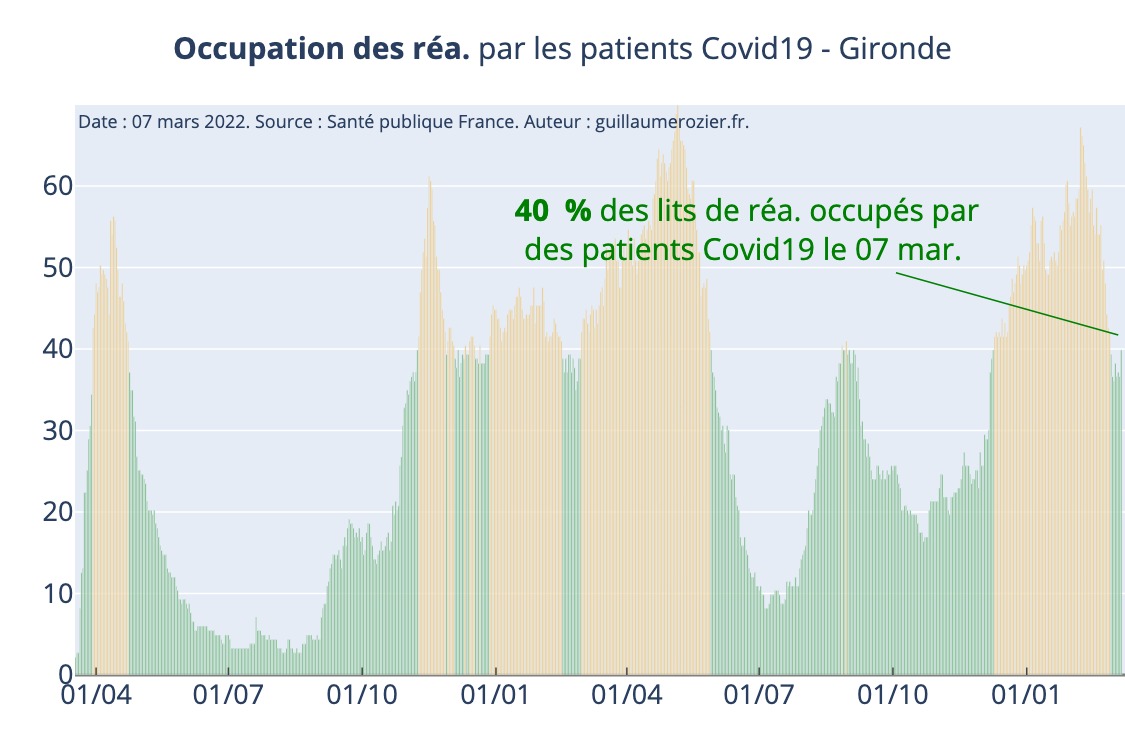 Occupation des réa. par les patients Covid19 - Gironde
Date : 07 mars 2022. Source : Santé publique France. Auteur : guillaumerozier.fr.
60
40 % des lits de réa. occupés par
des patients Covid19 le 07 mar.
50
40
30
20
10
0
01/04 01/07 01/10 01/01 01/04 01/07 01/10 01/01